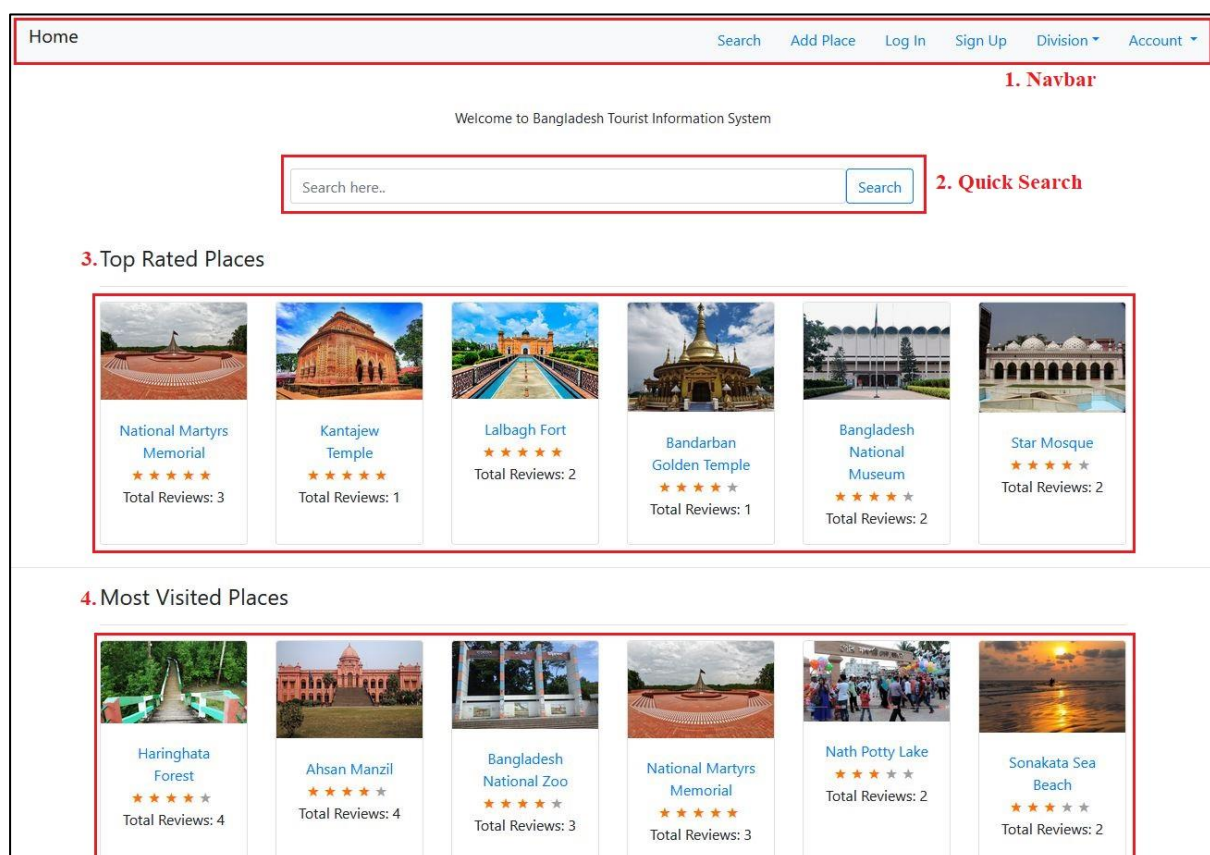 Home
Search Add Place Log In Sign Up Division Account
1. Navbar
Welcome to Bangladesh Tourist Information System
Search here..
Search
2. Quick Search
3. Top Rated Places
National Martyrs
Memorial
Total Reviews: 3
Kantajew
Temple
Total Reviews: 1
Lalbagh Fort
Total Reviews: 2
Bandarban
Golden Temple
Total Reviews: 1
Bangladesh
National
Museum
Total Reviews: 2
Star Mosque
Total Reviews: 2
4. Most Visited Places
Haringhata
Forest
Total Reviews: 4
Ahsan Manzil
Total Reviews: 4
Bangladesh
National Zoo
Total Reviews: 3
National Martyrs
Memorial
Total Reviews: 3
Nath Potty Lake
Total Reviews: 2
Sonakata Sea
Beach
Total Reviews: 2